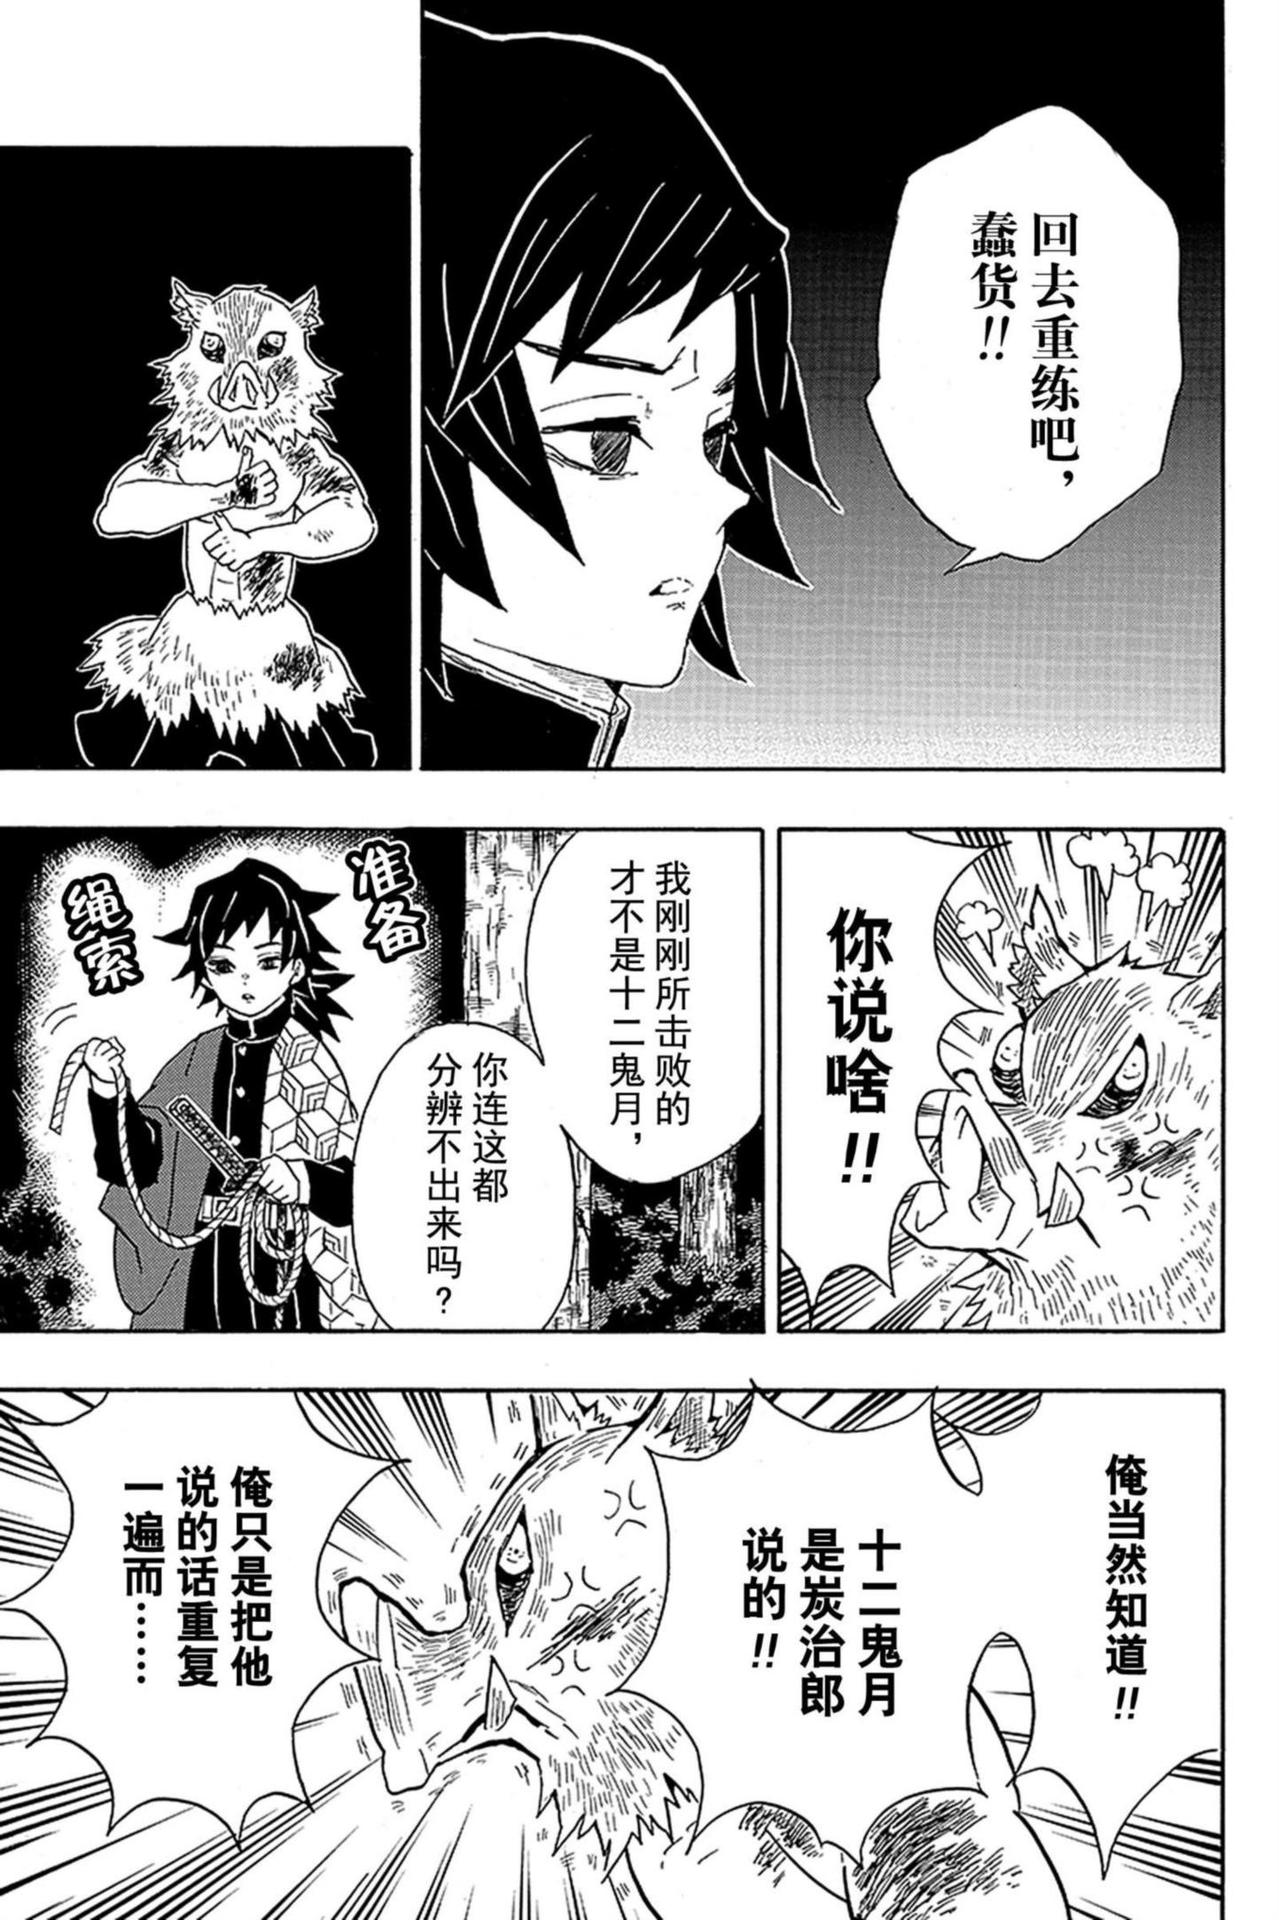 回去重练吧，
蠢货!!
你说啥!!
我刚刚所击败的
才不是十二鬼月，
你连这都
分辨不出来吗？
准备
绳索
俺当然知道!!
十二鬼月
是炭治郎
说的!!
俺只是把他
说的话重复
一遍而……